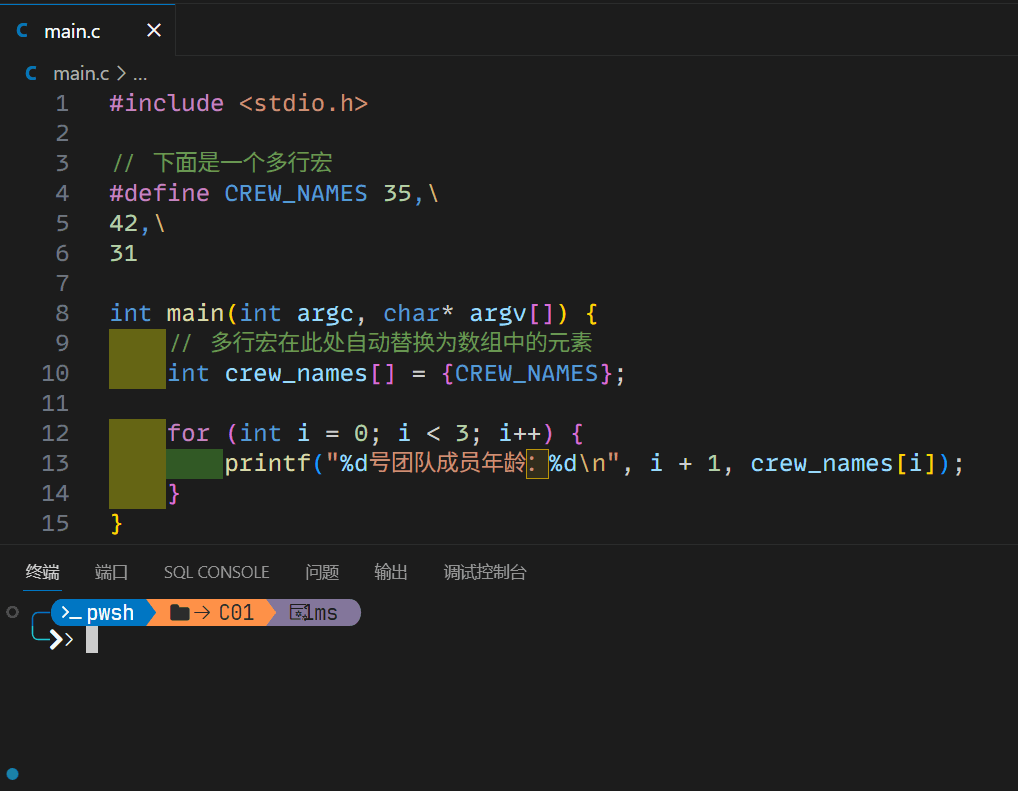 C main.c ×
C main.c > ...
1 #include <stdio.h>
2
3 // 下面是一个多行宏
4 #define CREW_NAMES 35,\
5 42,\
6 31
7
8 int main(int argc, char* argv[]) {
9 // 多行宏在此处自动替换为数组中的元素
10 int crew_names[] = {CREW_NAMES};
11
12 for (int i = 0; i < 3; i++) {
13 printf("%d号团队成员年龄：%d\n", i + 1, crew_names[i]);
14 }
15 }
终端 端口 SQL CONSOLE 问题 输出 调试控制台
>_ pwsh → C01 1ms